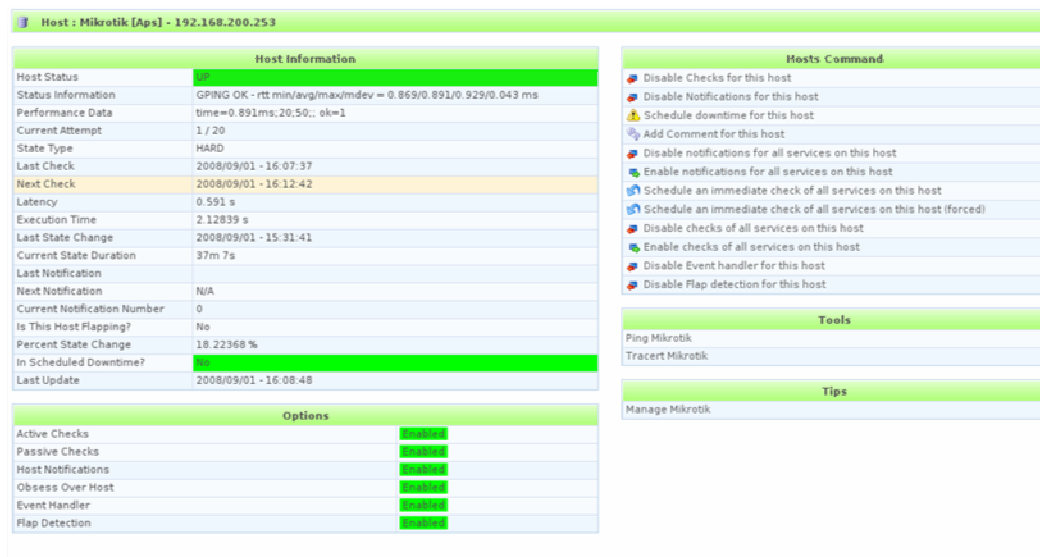 Host : Mikrotik [Aps] - 192.168.200.253
Host Information
Host Status UP
Status Information GPING OK - rtt min/avg/max/mdev = 0.869/0.891/0.929/0.043 ms
Performance Data time=0.891ms;20;50;; ok=1
Current Attempt 1 / 20
State Type HARD
Last Check 2008/09/01 - 16:07:37
Next Check 2008/09/01 - 16:12:42
Latency 0.591 s
Execution Time 2.12839 s
Last State Change 2008/09/01 - 15:31:41
Current State Duration 37m 7s
Last Notification
Next Notification N/A
Current Notification Number 0
Is This Host Flapping? No
Percent State Change 18.22368 %
In Scheduled Downtime? No
Last Update 2008/09/01 - 16:08:48
Options
Active Checks Enabled
Passive Checks Enabled
Host Notifications Enabled
Obsess Over Host Enabled
Event Handler Enabled
Flap Detection Enabled
Hosts Command
Disable Checks for this host
Disable Notifications for this host
Schedule downtime for this host
Add Comment for this host
Disable notifications for all services on this host
Enable notifications for all services on this host
Schedule an immediate check of all services on this host
Schedule an immediate check of all services on this host (forced)
Disable checks of all services on this host
Enable checks of all services on this host
Disable Event handler for this host
Disable Flap detection for this host
Tools
Ping Mikrotik
Tracert Mikrotik
Tips
Manage Mikrotik